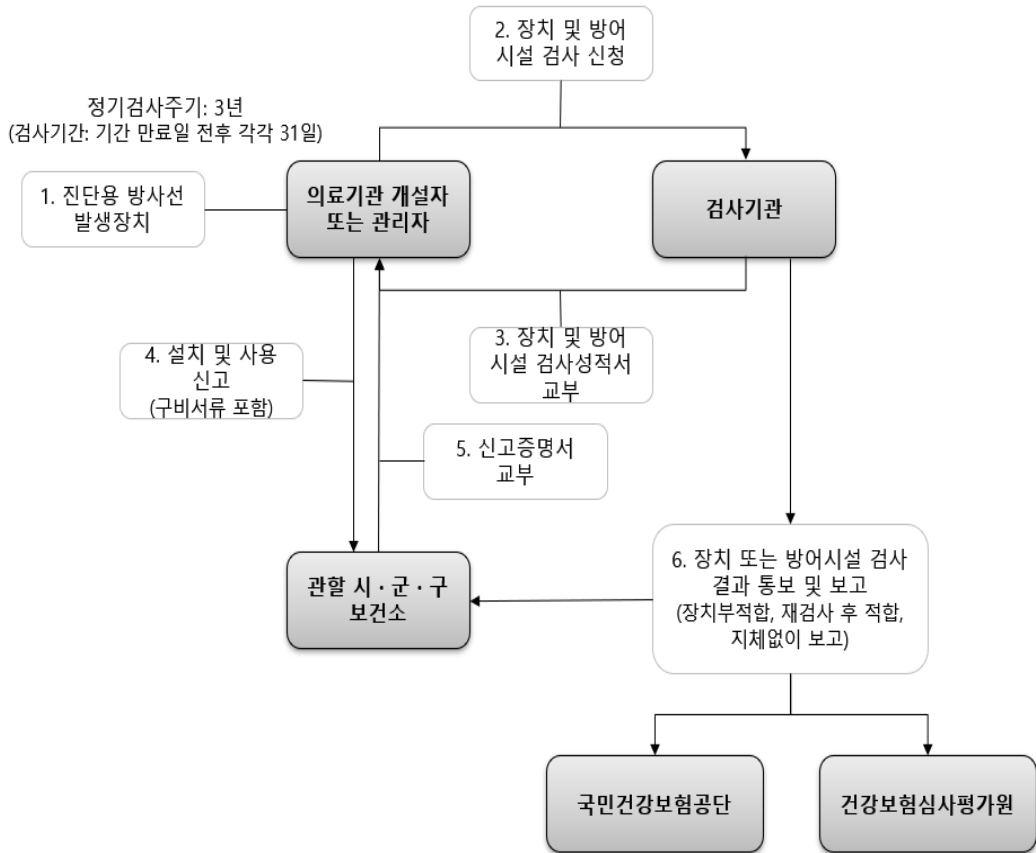 2. 장치 및 방어
시설 검사 신청
정기검사주기: 3년
(검사기간: 기간 만료일 전후 각각 31일)
1. 진단용 방사선
발생장치
의료기관 개설자
또는 관리자
검사기관
3. 장치 및 방어
시설 검사성적서
교부
4. 설치 및 사용
신고
(구비서류 포함)
5. 신고증명서
교부
관할 시 · 군 · 구
보건소
6. 장치 또는 방어시설 검사
결과 통보 및 보고
(장치부적합, 재검사 후 적합,
지체없이 보고)
국민건강보험공단
건강보험심사평가원